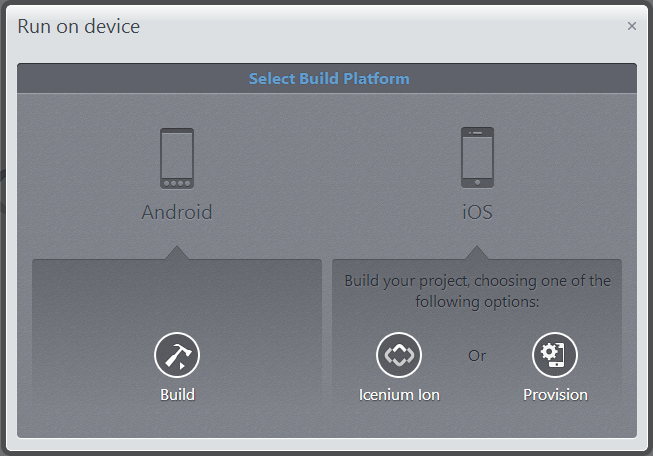 Run on device
Select Build Platform
Android
iOS
Build your project, choosing one of the
following options:
Build
Icenium Ion
Or
Provision